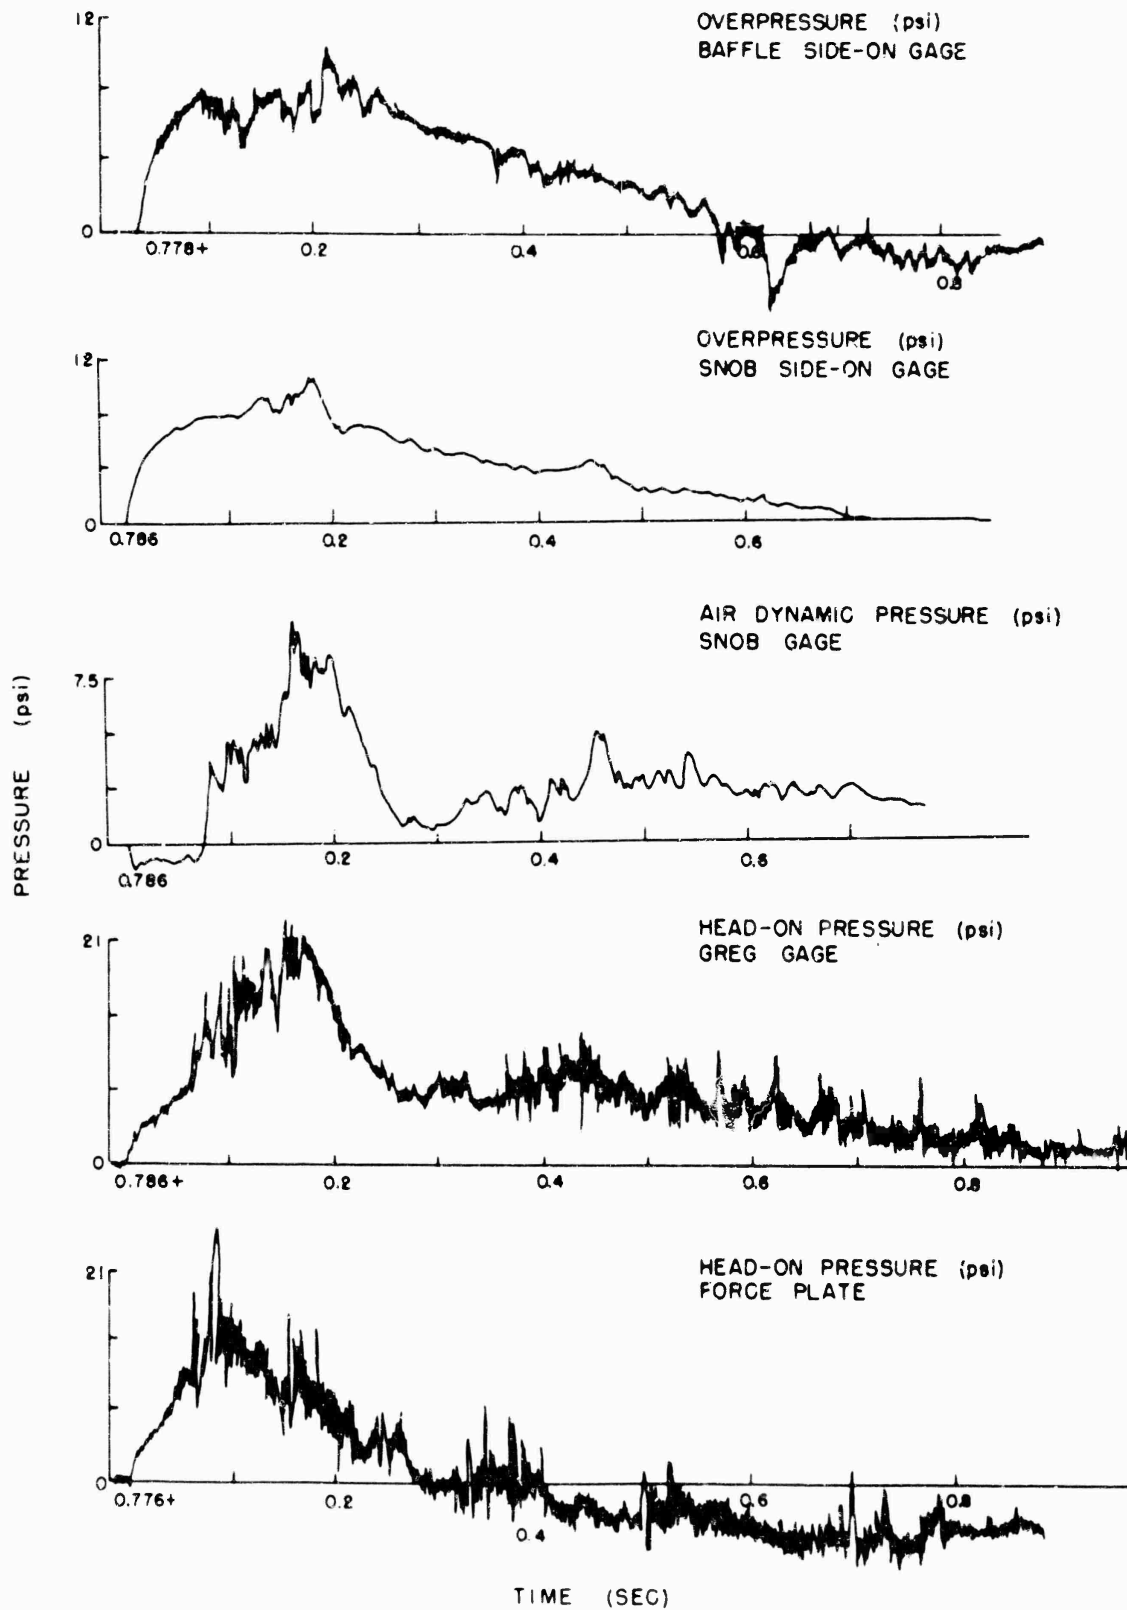 12
OVERPRESSURE (psi)
BAFFLE SIDE-ON GAGE
0
0.778+
0.2
0.4
0.6
0.8
OVERPRESSURE (psi)
SNOB SIDE-ON GAGE
12
0
0.786
0.2
0.4
0.6
AIR DYNAMIC PRESSURE (psi)
SNOB GAGE
7.5
0
0.786
0.2
0.4
0.6
PRESSURE (psi)
HEAD-ON PRESSURE (psi)
GREG GAGE
21
0
0.786+
0.2
0.4
0.6
0.8
HEAD-ON PRESSURE (psi)
FORCE PLATE
21
0
0.776+
0.2
0.4
0.6
0.8
TIME (SEC)